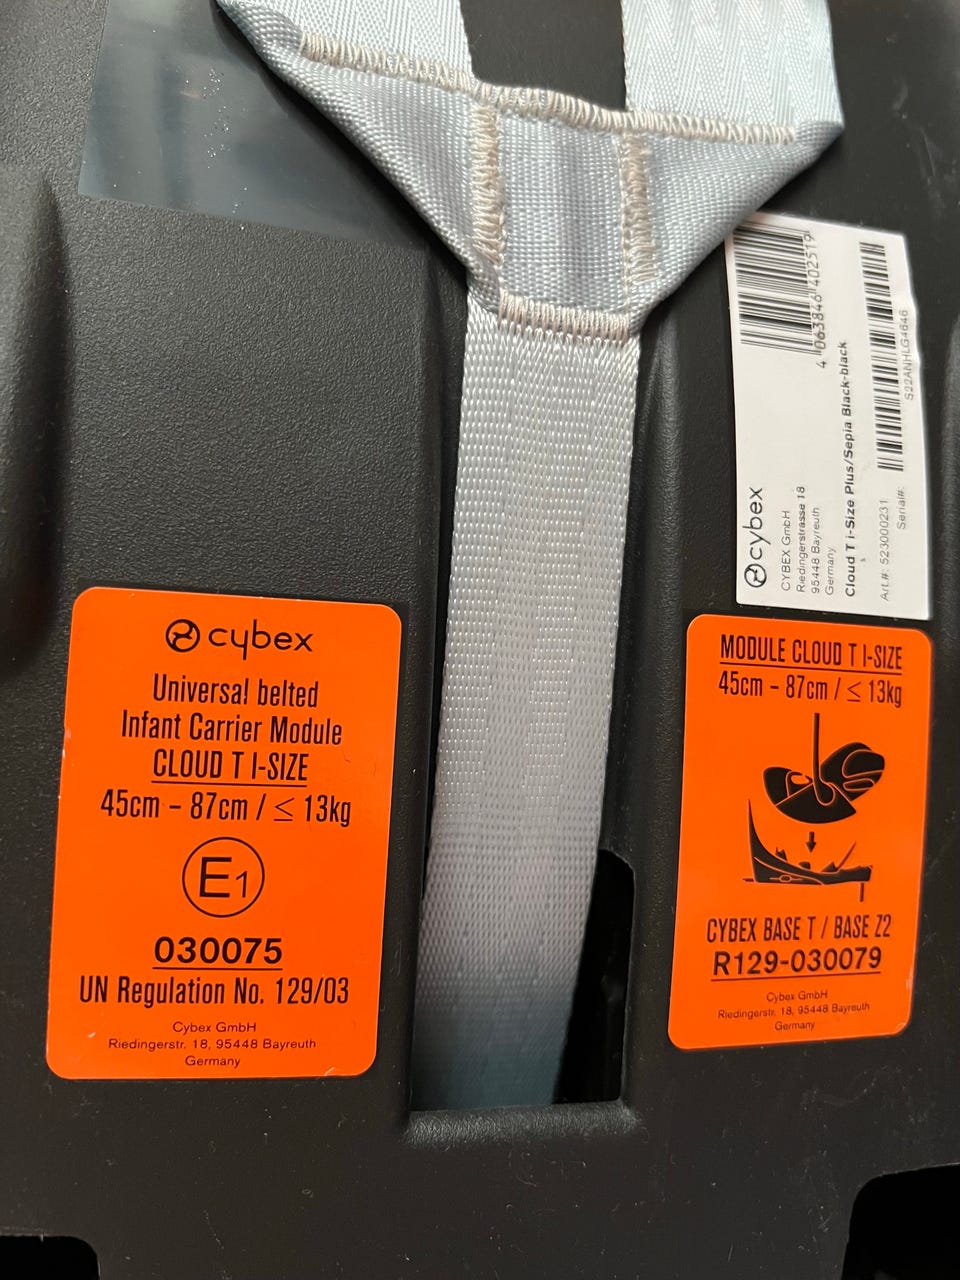 4 063846 402519
cybex
CYBEX GmbH
Riedingerstrasse 18
95448 Bayreuth
Germany
Cloud T i-Size Plus/Sepia Black-black
Art.#: 523000231
Serial#:
S22ANHLG4646
cybex
Universal belted
Infant Carrier Module
CLOUD T I-SIZE
45cm – 87cm / ≤ 13kg
E1
030075
UN Regulation No. 129/03
Cybex GmbH
Riedingerstr. 18, 95448 Bayreuth
Germany
MODULE CLOUD T I-SIZE
45cm – 87cm / ≤ 13kg
CYBEX BASE T / BASE Z2
R129-030079
Cybex GmbH
Riedingerstr. 18, 95448 Bayreuth
Germany